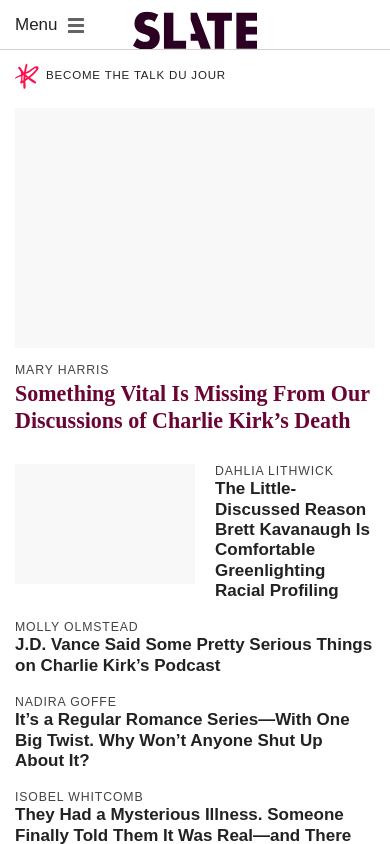 Menu
SLATE
BECOME THE TALK DU JOUR
MARY HARRIS
Something Vital Is Missing From Our
Discussions of Charlie Kirk’s Death
DAHLIA LITHWICK
The Little-
Discussed Reason
Brett Kavanaugh Is
Comfortable
Greenlighting
Racial Profiling
MOLLY OLMSTEAD
J.D. Vance Said Some Pretty Serious Things
on Charlie Kirk’s Podcast
NADIRA GOFFE
It’s a Regular Romance Series—With One
Big Twist. Why Won’t Anyone Shut Up
About It?
ISOBEL WHITCOMB
They Had a Mysterious Illness. Someone
Finally Told Them It Was Real—and There